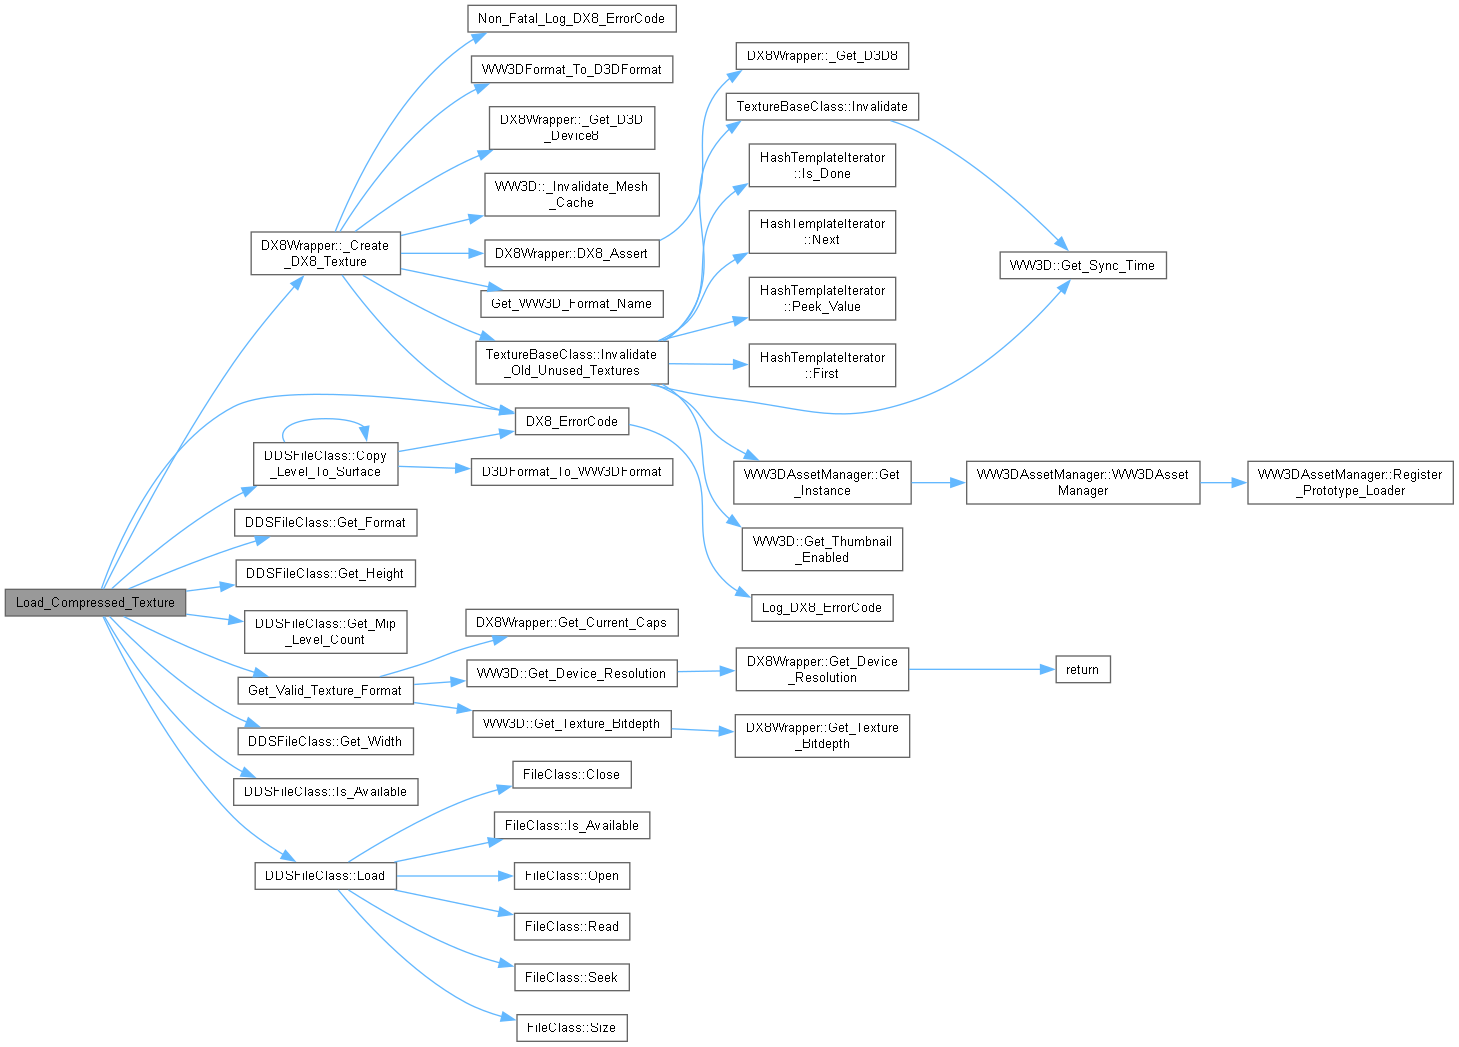 Load_Compressed_Texture
DX8Wrapper::_Create
_DX8_Texture
DDSFileClass::Copy
_Level_To_Surface
DDSFileClass::Get_Format
DDSFileClass::Get_Height
DDSFileClass::Get_Mip
_Level_Count
Get_Valid_Texture_Format
DDSFileClass::Get_Width
DDSFileClass::Is_Available
DDSFileClass::Load
Non_Fatal_Log_DX8_ErrorCode
WW3DFormat_To_D3DFormat
DX8Wrapper::_Get_D3D
_Device8
WW3D::_Invalidate_Mesh
_Cache
DX8Wrapper::DX8_Assert
Get_WW3D_Format_Name
TextureBaseClass::Invalidate
_Old_Unused_Textures
DX8_ErrorCode
D3DFormat_To_WW3DFormat
DX8Wrapper::Get_Current_Caps
WW3D::Get_Device_Resolution
WW3D::Get_Texture_Bitdepth
FileClass::Close
FileClass::Is_Available
FileClass::Open
FileClass::Read
FileClass::Seek
FileClass::Size
DX8Wrapper::_Get_D3D8
TextureBaseClass::Invalidate
HashTemplateIterator
::Is_Done
HashTemplateIterator
::Next
HashTemplateIterator
::Peek_Value
HashTemplateIterator
::First
WW3DAssetManager::Get
_Instance
WW3D::Get_Thumbnail
_Enabled
Log_DX8_ErrorCode
DX8Wrapper::Get_Device
_Resolution
DX8Wrapper::Get_Texture
_Bitdepth
WW3D::Get_Sync_Time
WW3DAssetManager::WW3DAsset
Manager
return
WW3DAssetManager::Register
_Prototype_Loader